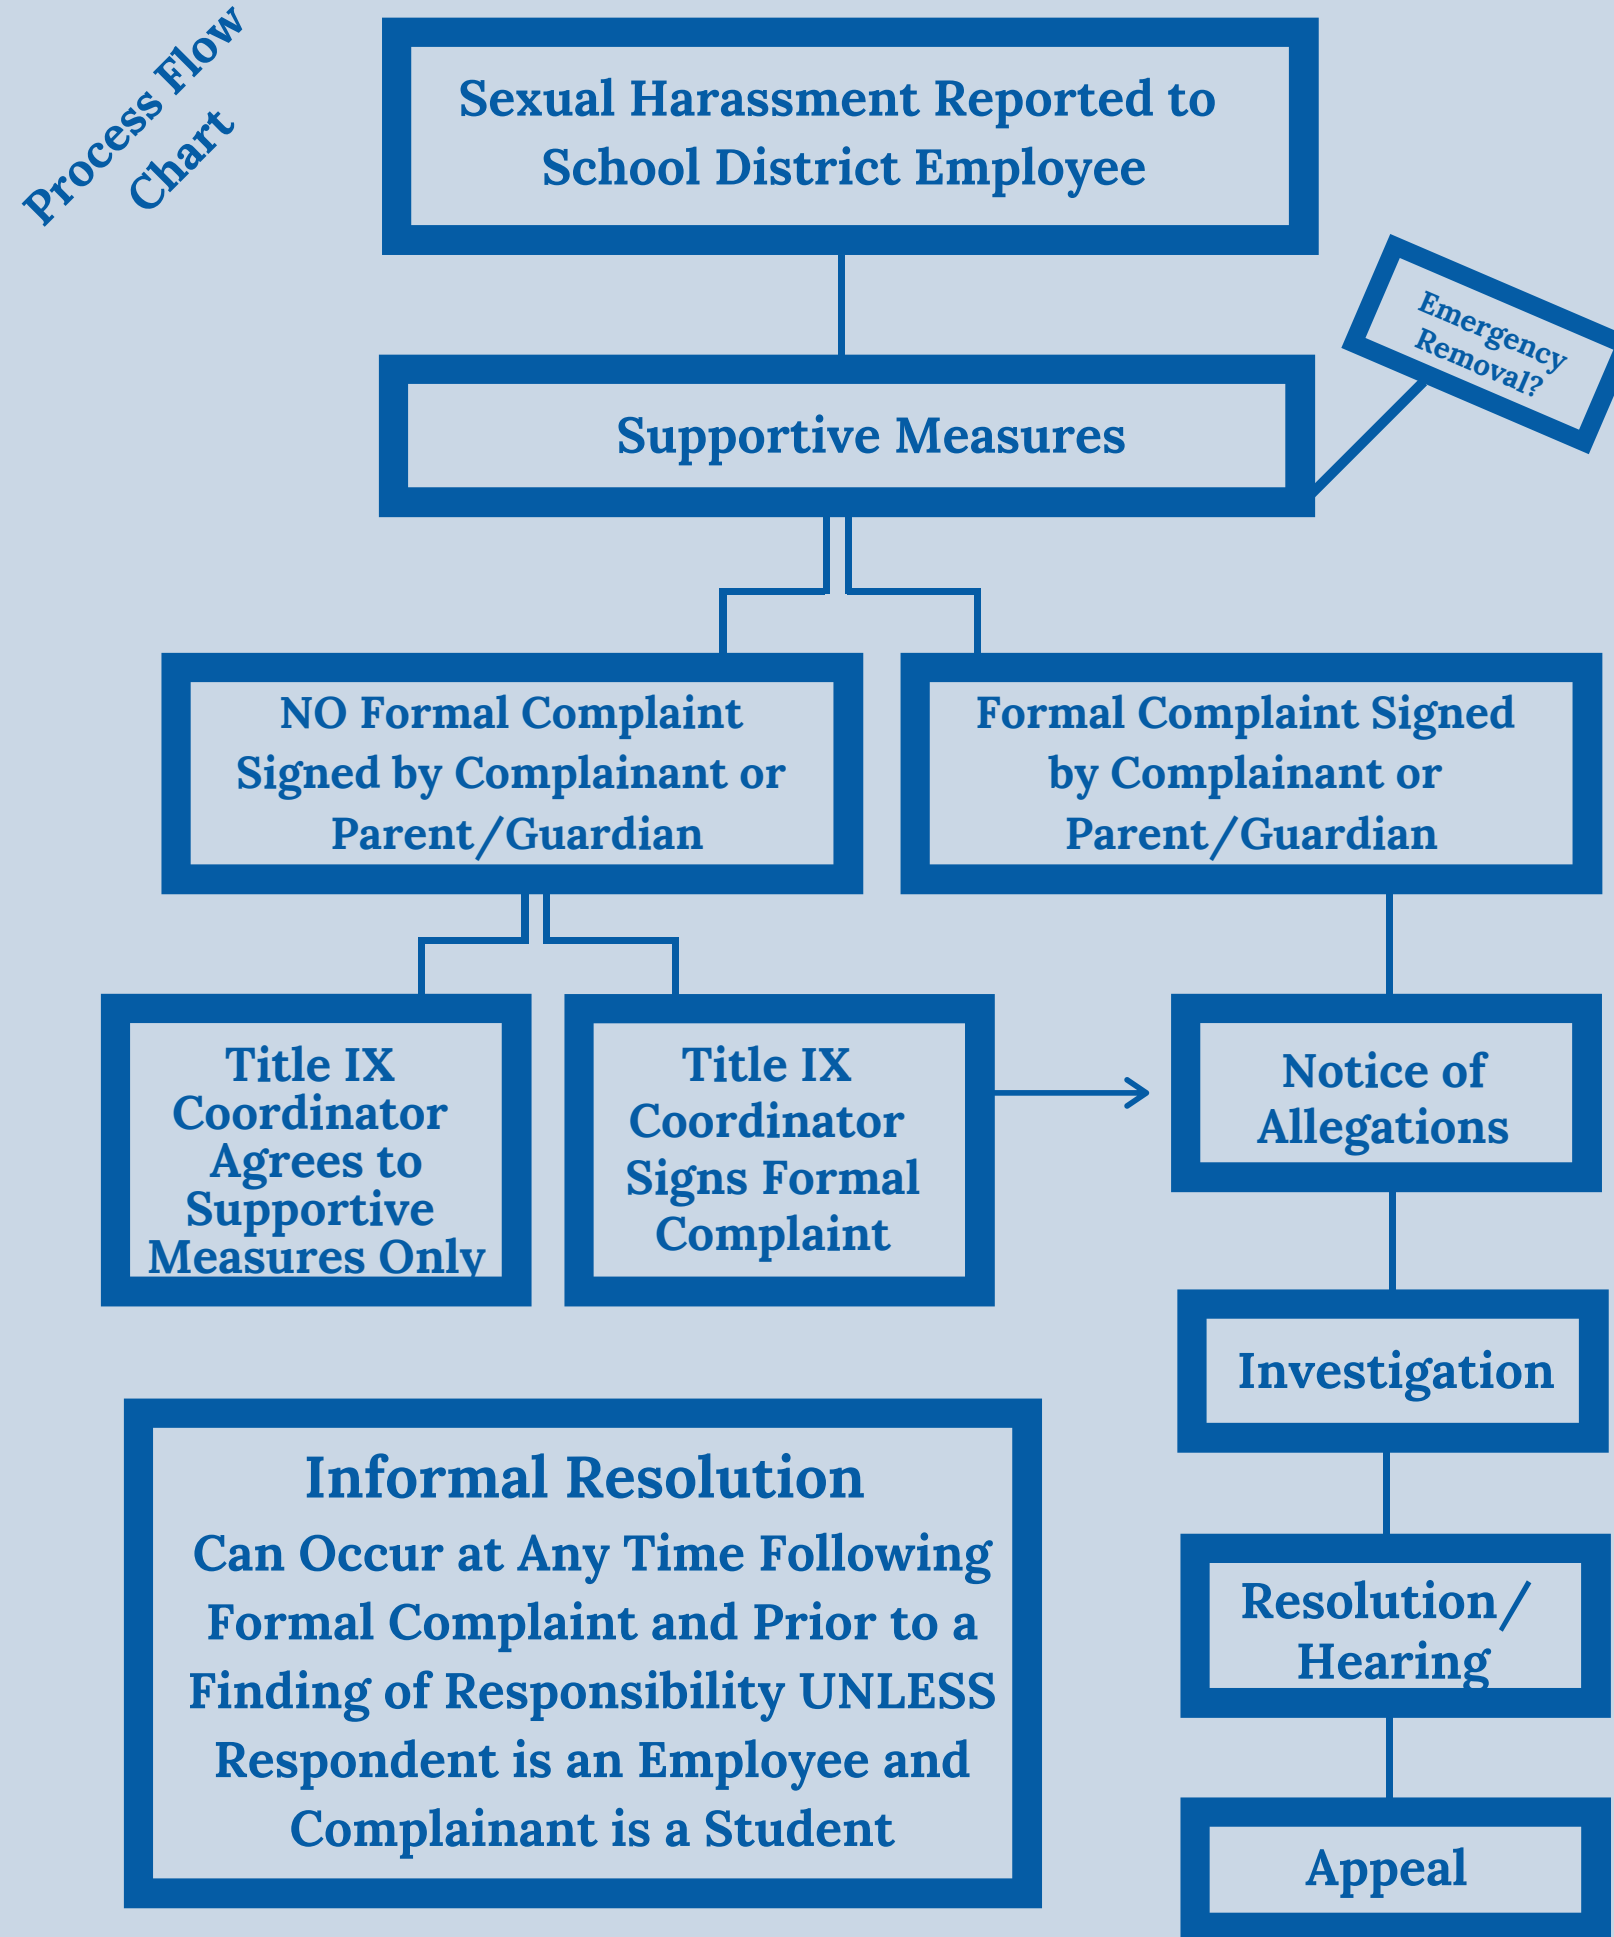 Process Flow
Chart
Sexual Harassment Reported to
School District Employee
Emergency
Removal?
Supportive Measures
NO Formal Complaint
Signed by Complainant or
Parent/Guardian
Formal Complaint Signed
by Complainant or
Parent/Guardian
Title IX
Coordinator
Agrees to
Supportive
Measures Only
Title IX
Coordinator
Signs Formal
Complaint
Notice of
Allegations
Investigation
Informal Resolution
Can Occur at Any Time Following
Formal Complaint and Prior to a
Finding of Responsibility UNLESS
Respondent is an Employee and
Complainant is a Student
Resolution/
Hearing
Appeal